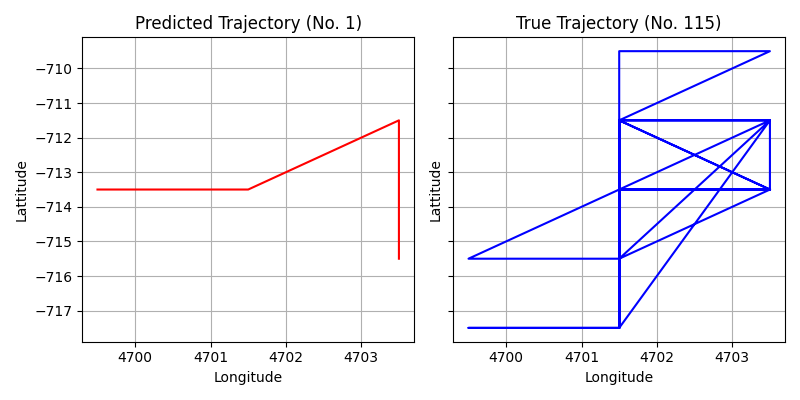 Predicted Trajectory (No. 1)
True Trajectory (No. 115)
Lattitude
−710
−711
−712
−713
−714
−715
−716
−717
4700
4701
4702
4703
Longitude
Lattitude
4700
4701
4702
4703
Longitude